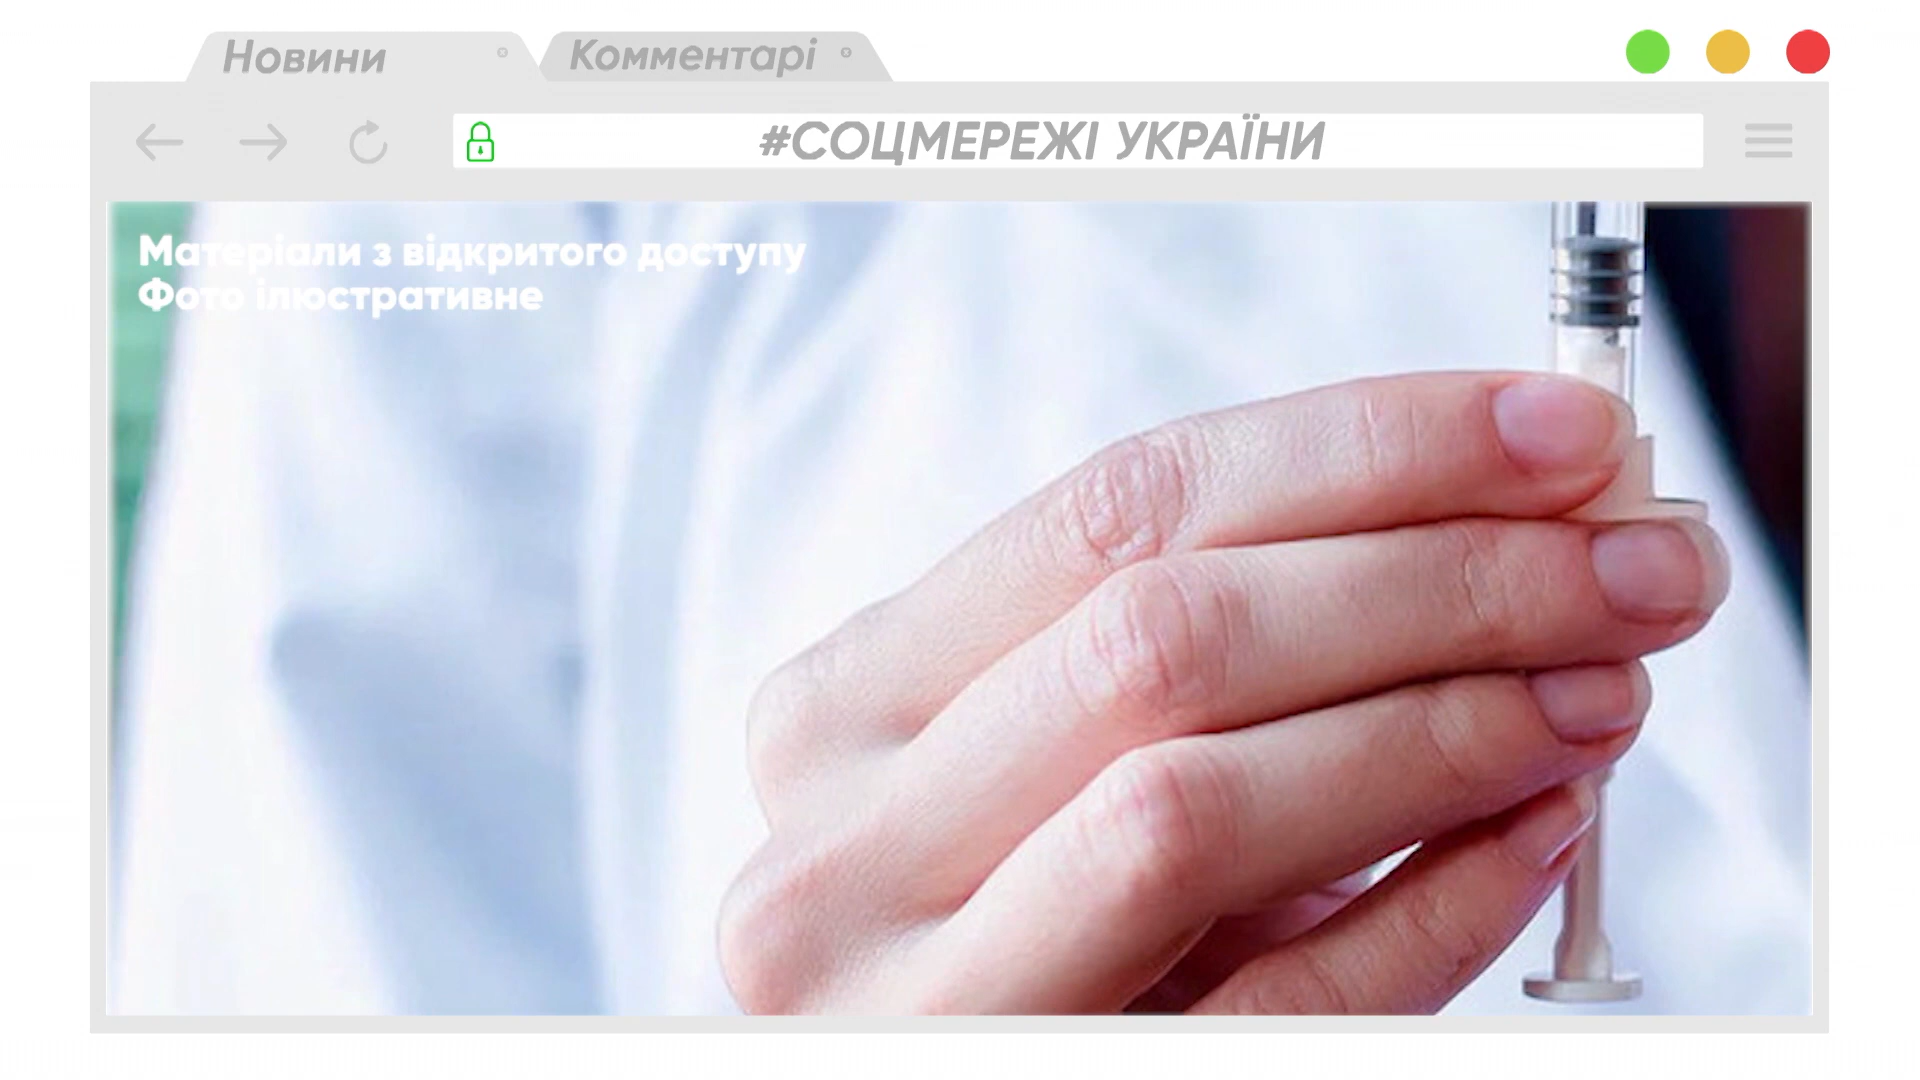 Новини
Комментарі
#СОЦМЕРЕЖІ УКРАЇНИ
Матеріали з відкритого доступу
Фото ілюстративне